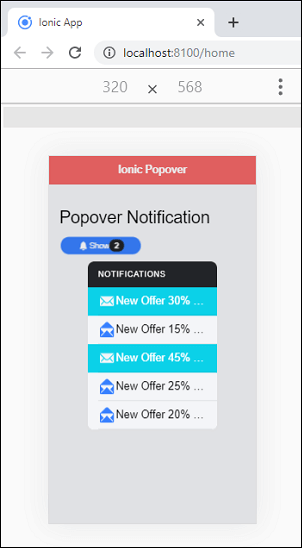 Ionic App
localhost:8100/home
320 × 568
Ionic Popover
Popover Notification
Show 2
NOTIFICATIONS
New Offer 30% ...
New Offer 15% ...
New Offer 45% ...
New Offer 25% ...
New Offer 20% ...